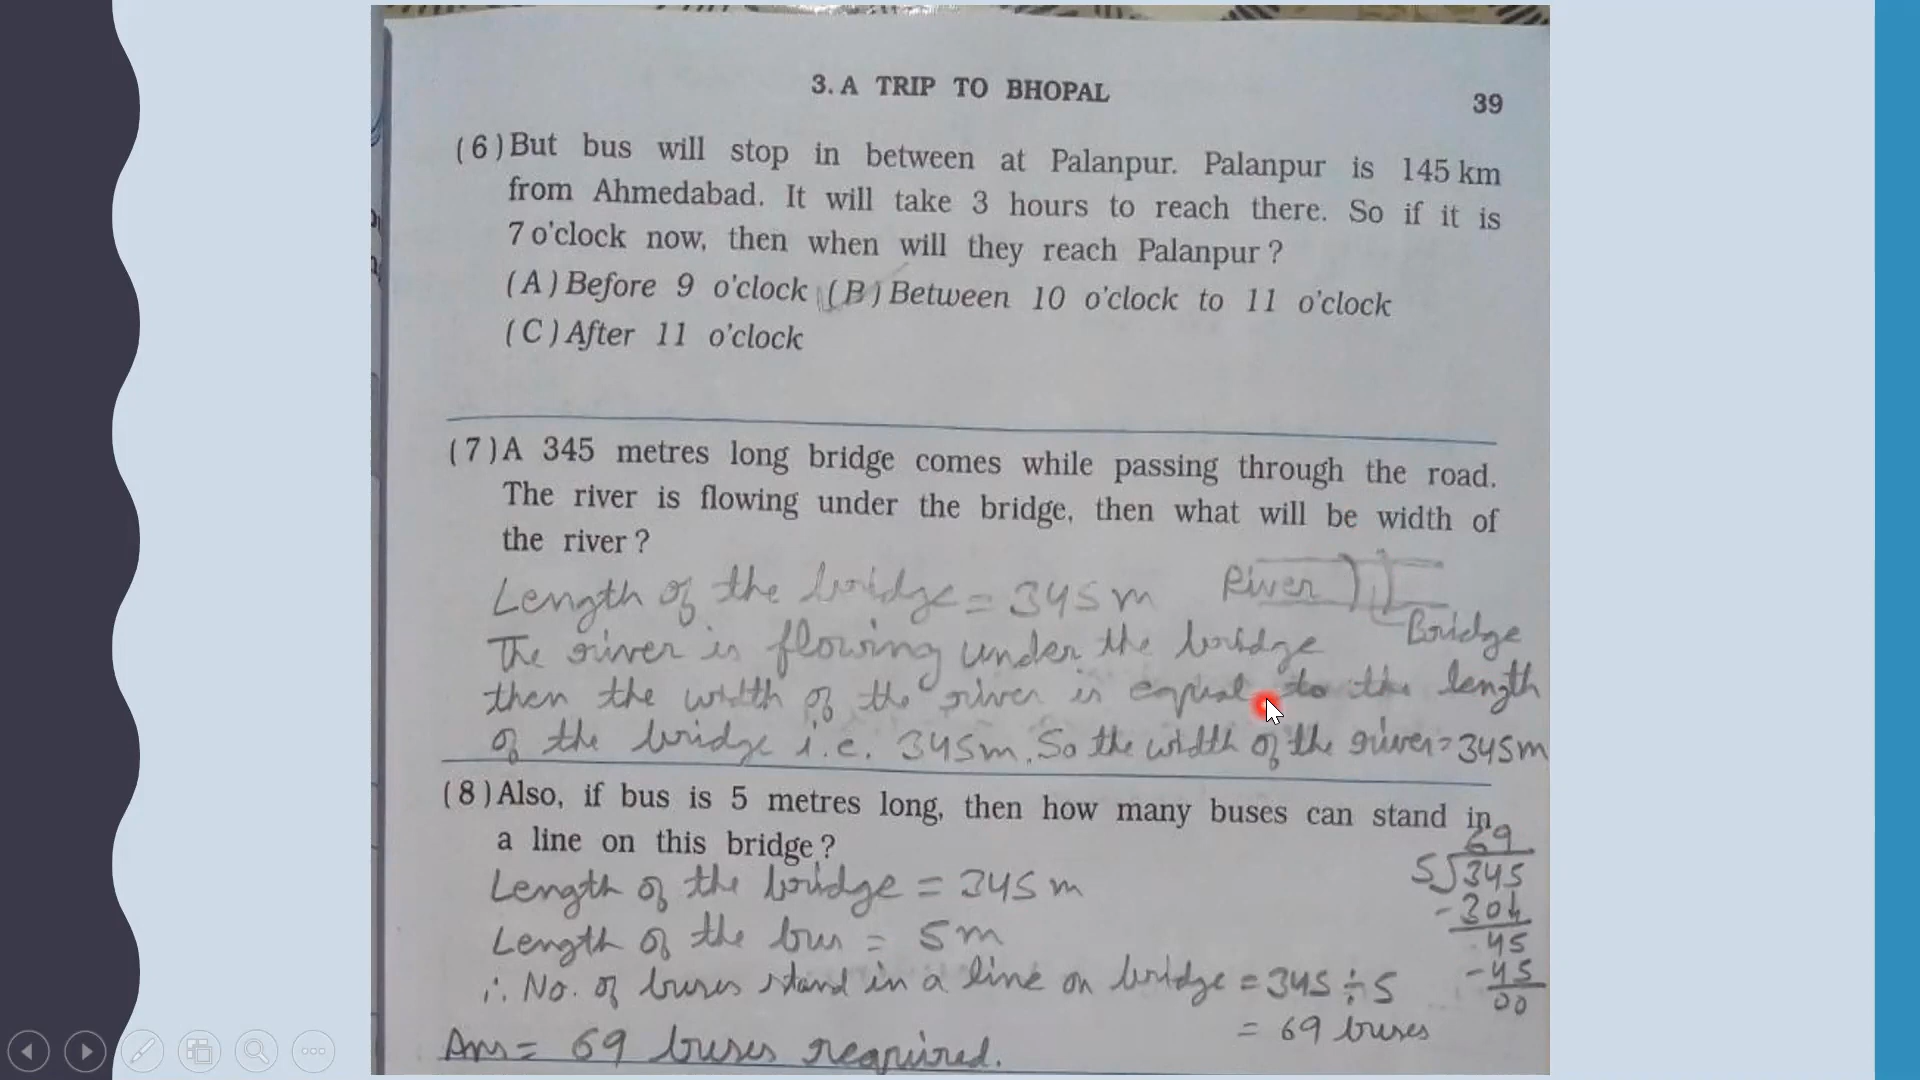 3. A TRIP TO BHOPAL
39
(6) But bus will stop in between at Palanpur. Palanpur is 145 km
from Ahmedabad. It will take 3 hours to reach there. So if it is
7 o'clock now, then when will they reach Palanpur ?
(A) Before 9 o'clock (B) Between 10 o'clock to 11 o'clock
(C) After 11 o'clock
(7) A 345 metres long bridge comes while passing through the road.
The river is flowing under the bridge, then what will be width of
the river ?
Length of the bridge = 345 m River
Bridge
The river is flowing under the bridge
then the width of the river is equal to the length
of the bridge i.e. 345m. So the width of the river = 345m
(8) Also, if bus is 5 metres long, then how many buses can stand in
a line on this bridge ?
Length of the bridge = 345 m
Length of the bus = 5 m
∴ No. of buses stand in a line on bridge = 345 ÷ 5
= 69 buses
Ans = 69 buses required.
69
5 345
- 30↓
45
- 45
00